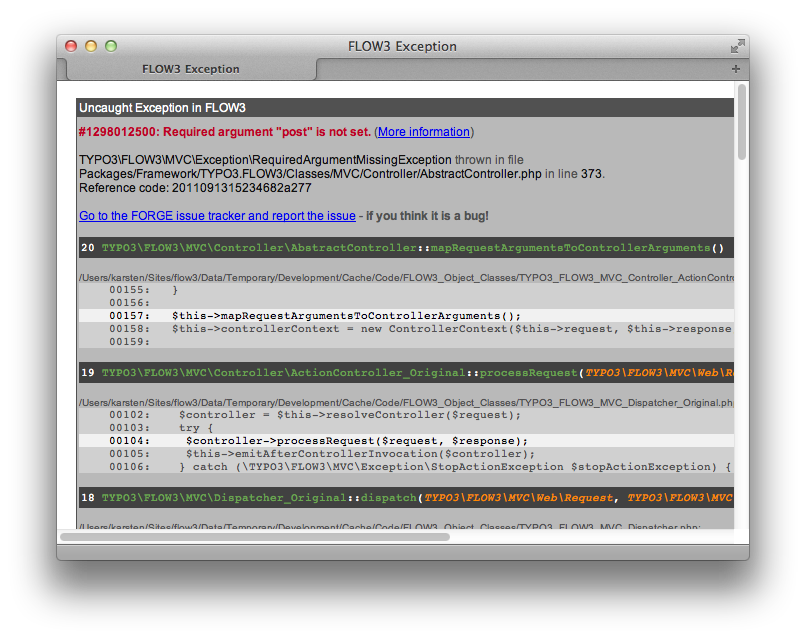 FLOW3 Exception
FLOW3 Exception
+
Uncaught Exception in FLOW3
#1298012500: Required argument "post" is not set. (More information)
TYPO3\FLOW3\MVC\Exception\RequiredArgumentMissingException thrown in file
Packages/Framework/TYPO3.FLOW3/Classes/MVC/Controller/AbstractController.php in line 373.
Reference code: 2011091315234682a277
Go to the FORGE issue tracker and report the issue - if you think it is a bug!
20 TYPO3\FLOW3\MVC\Controller\AbstractController::mapRequestArgumentsToControllerArguments()
/Users/karsten/Sites/flow3/Data/Temporary/Development/Cache/Code/FLOW3_Object_Classes/TYPO3_FLOW3_MVC_Controller_ActionContro
00155: }
00156:
00157: $this->mapRequestArgumentsToControllerArguments();
00158: $this->controllerContext = new ControllerContext($this->request, $this->response
00159:
19 TYPO3\FLOW3\MVC\Controller\ActionController_Original::processRequest(TYPO3\FLOW3\MVC\Web\R
/Users/karsten/Sites/flow3/Data/Temporary/Development/Cache/Code/FLOW3_Object_Classes/TYPO3_FLOW3_MVC_Dispatcher_Original.ph
00102: $controller = $this->resolveController($request);
00103: try {
00104: $controller->processRequest($request, $response);
00105: $this->emitAfterControllerInvocation($controller);
00106: } catch (\TYPO3\FLOW3\MVC\Exception\StopActionException $stopActionException) {
18 TYPO3\FLOW3\MVC\Dispatcher_Original::dispatch(TYPO3\FLOW3\MVC\Web\Request, TYPO3\FLOW3\MVC
/Users/karsten/Sites/flow3/Data/Temporary/Development/Cache/Code/FLOW3_Object_Classes/TYPO3_FLOW3_MVC_Dispatcher.php: